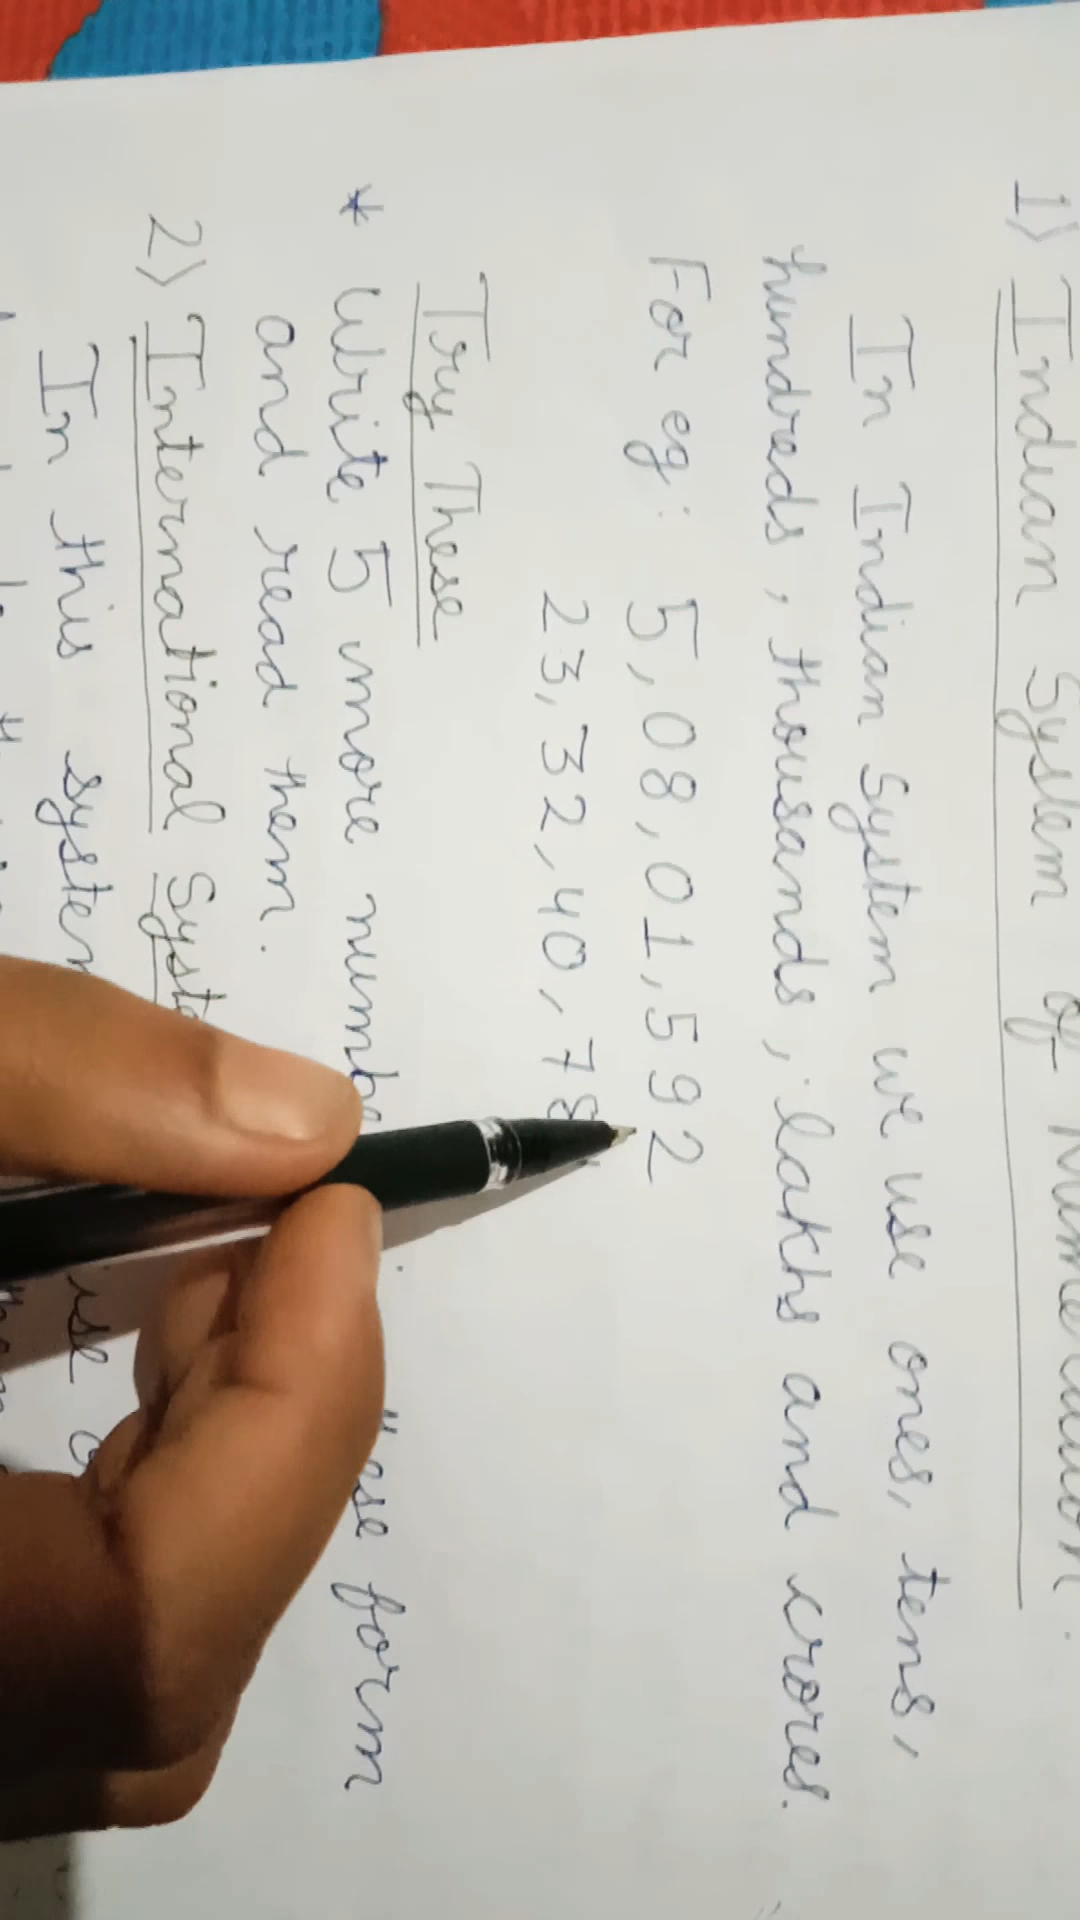 1) Indian System of Numeration.
In Indian System we use ones, tens,
hundreds, thousands, lakhs and crores.
For eg: 5,08,01,592
23,32,40,78
Try These
* Write 5 more these form
and read them.
2) International
In this